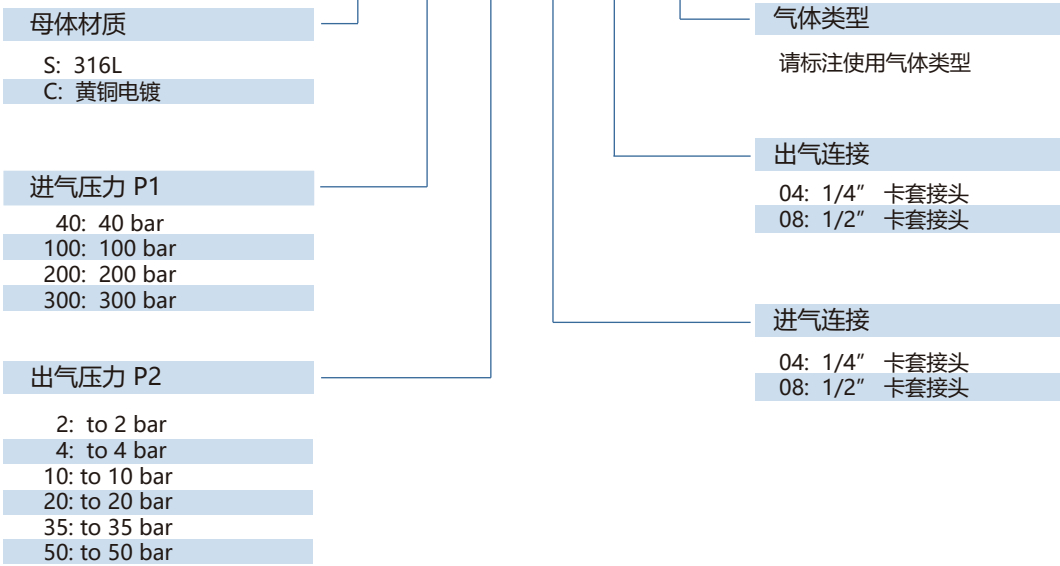 母体材质
S: 316L
C: 黄铜电镀
进气压力 P1
40: 40 bar
100: 100 bar
200: 200 bar
300: 300 bar
出气压力 P2
2: to 2 bar
4: to 4 bar
10: to 10 bar
20: to 20 bar
35: to 35 bar
50: to 50 bar
气体类型
请标注使用气体类型
出气连接
04: 1/4" 卡套接头
08: 1/2" 卡套接头
进气连接
04: 1/4" 卡套接头
08: 1/2" 卡套接头